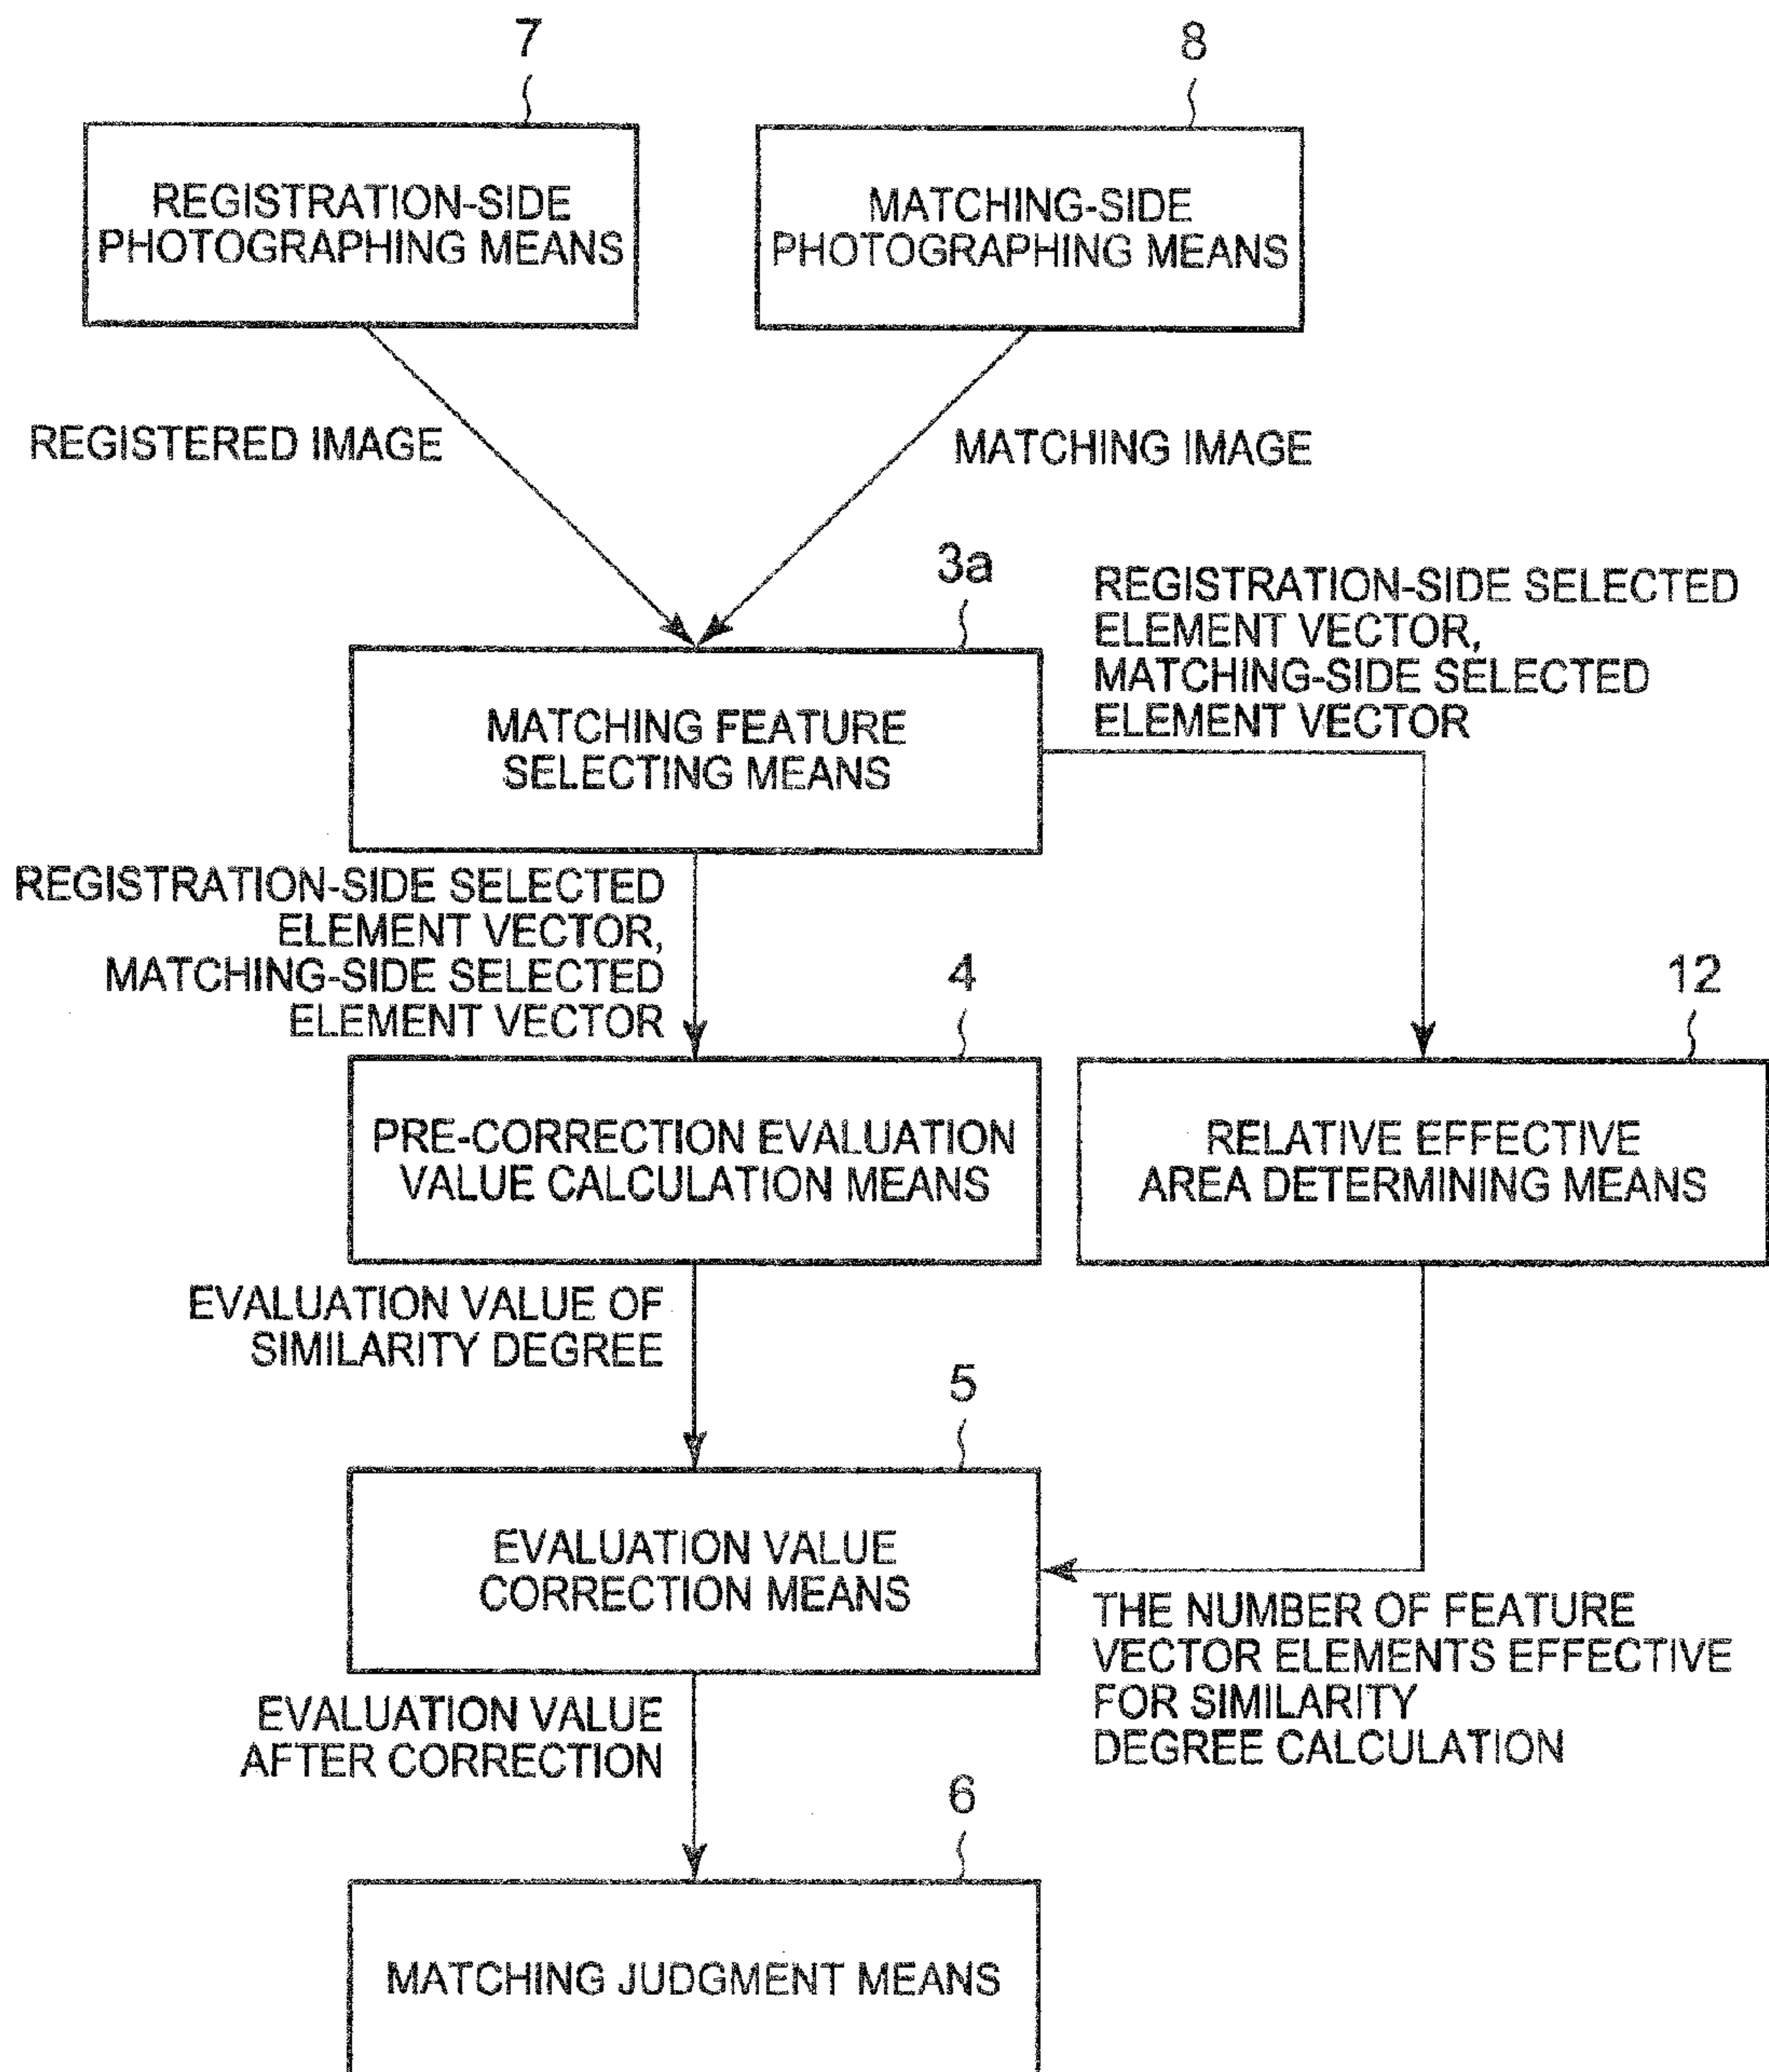 7
8
REGISTRATION-SIDE
PHOTOGRAPHING MEANS
MATCHING-SIDE
PHOTOGRAPHING MEANS
REGISTERED IMAGE
MATCHING IMAGE
3a
REGISTRATION-SIDE SELECTED
ELEMENT VECTOR,
MATCHING-SIDE SELECTED
ELEMENT VECTOR
MATCHING FEATURE
SELECTING MEANS
REGISTRATION-SIDE SELECTED
ELEMENT VECTOR,
MATCHING-SIDE SELECTED
ELEMENT VECTOR
4
12
PRE-CORRECTION EVALUATION
VALUE CALCULATION MEANS
RELATIVE EFFECTIVE
AREA DETERMINING MEANS
EVALUATION VALUE OF
SIMILARITY DEGREE
5
EVALUATION VALUE
CORRECTION MEANS
THE NUMBER OF FEATURE
VECTOR ELEMENTS EFFECTIVE
FOR SIMILARITY
DEGREE CALCULATION
EVALUATION VALUE
AFTER CORRECTION
6
MATCHING JUDGMENT MEANS